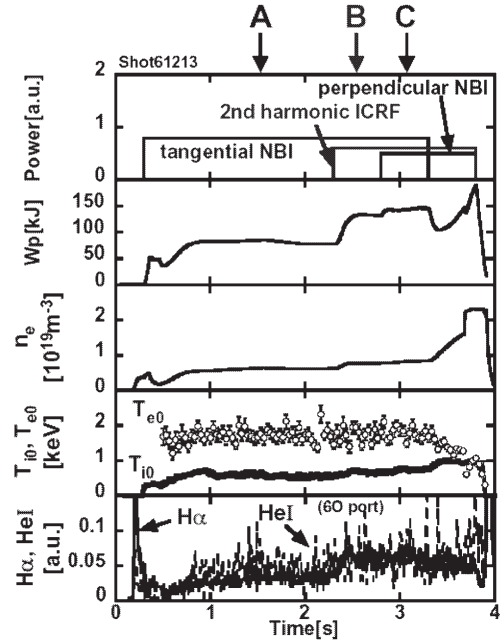 A B C
Shot61213
2
perpendicular NBI
2nd harmonic ICRF
Power[a.u.]
1
tangential NBI
0
Wp[kJ]
150
100
50
0
ne
[10^19m^-3]
2
1
0
Ti0, Te0
[keV]
Te0
2
Ti0
1
0
Hα, HeI
[a.u.]
Hα HeI (6O port)
0.1
0.05
0
0 1 2 3 4
Time[s]